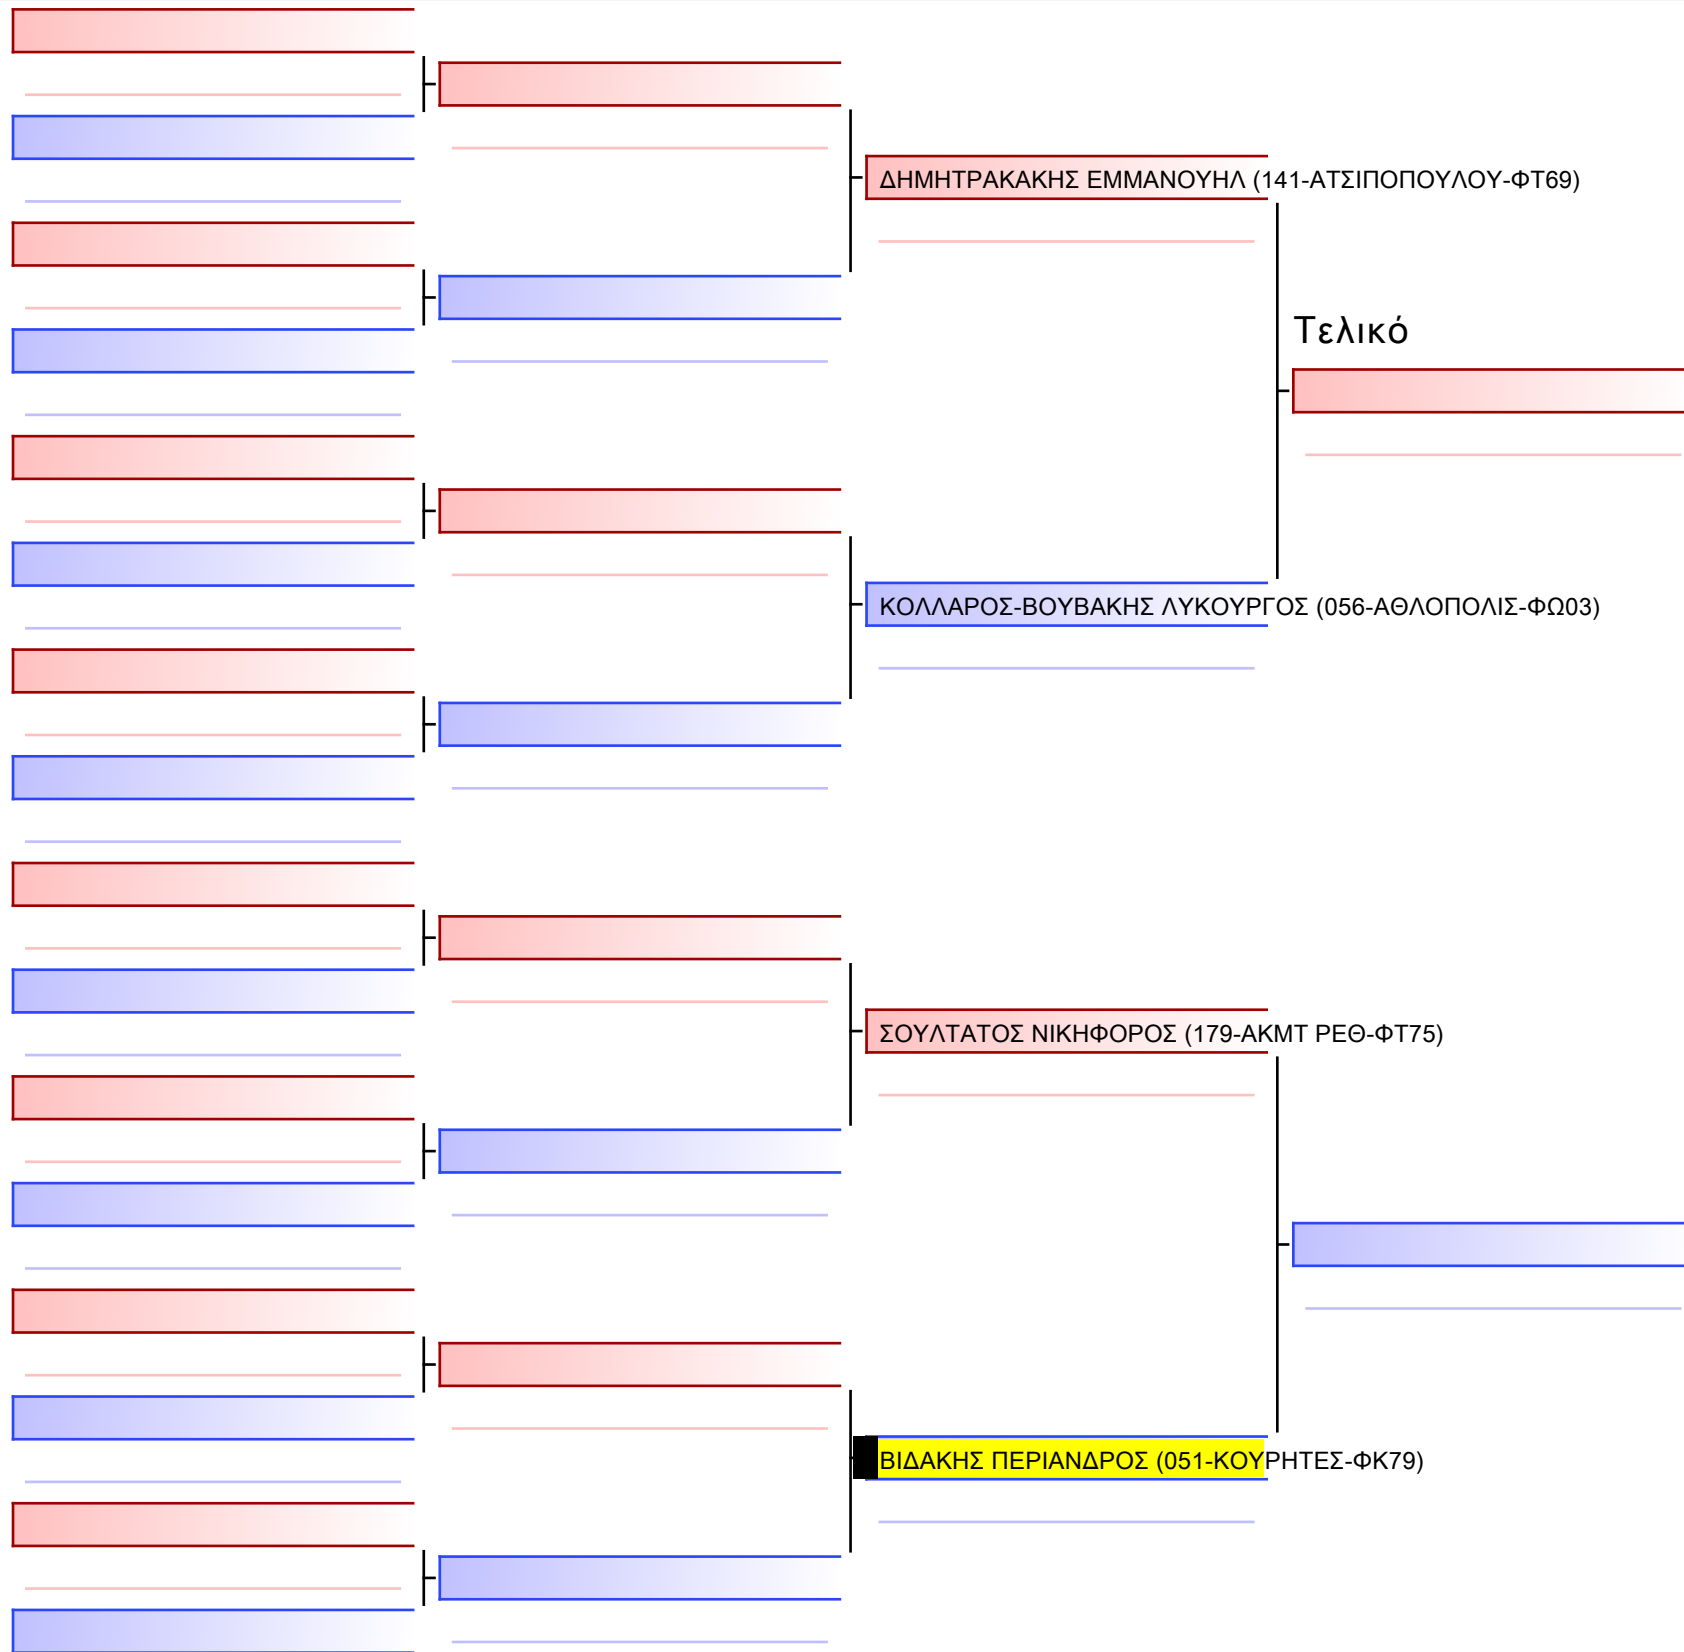 ΔΗΜΗΤΡΑΚΑΚΗΣ ΕΜΜΑΝΟΥΗΛ (141-ΑΤΣΙΠΟΠΟΥΛΟΥ-ΦΤ69)
Τελικό
ΚΟΛΛΑΡΟΣ-ΒΟΥΒΑΚΗΣ ΛΥΚΟΥΡΓΟΣ (056-ΑΘΛΟΠΟΛΙΣ-ΦΩ03)
ΣΟΥΛΤΑΤΟΣ ΝΙΚΗΦΟΡΟΣ (179-ΑΚΜΤ ΡΕΘ-ΦΤ75)
ΒΙΔΑΚΗΣ ΠΕΡΙΑΝΔΡΟΣ (051-ΚΟΥΡΗΤΕΣ-ΦΚ79)